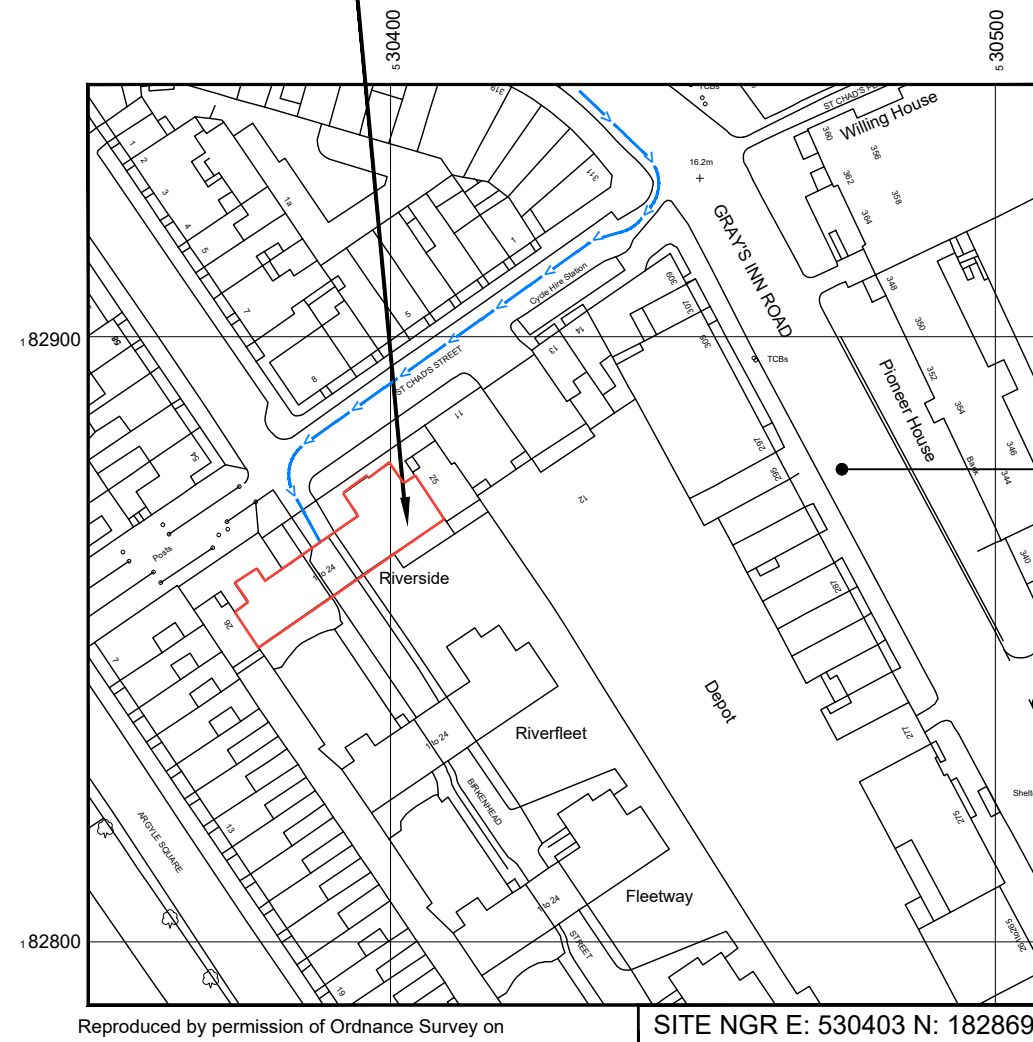 530400
530500
TCBs
319
ST CHAD'S
Willing House
360
356
16.2m
362
358
364
311
1
2
3
1a
4
5
1
GRAY'S INN ROAD
7
5
Cycle Hire Station
309
307
305
348
350
182900
14
13
TCBs
352
354
Pioneer House
8
ST CHAD'S STREET
11
54
297
295
346
Bank
344
25
12
340
Posts
1 to 24
Riverside
287
26
7
Depot
277
Riverfleet
1 to 24
BIRKENHEAD
275
13
ARGYLE SQUARE
Fleetway
1 to 24
STREET
182800
19
Reproduced by permission of Ordnance Survey on
SITE NGR E: 530403 N: 182869